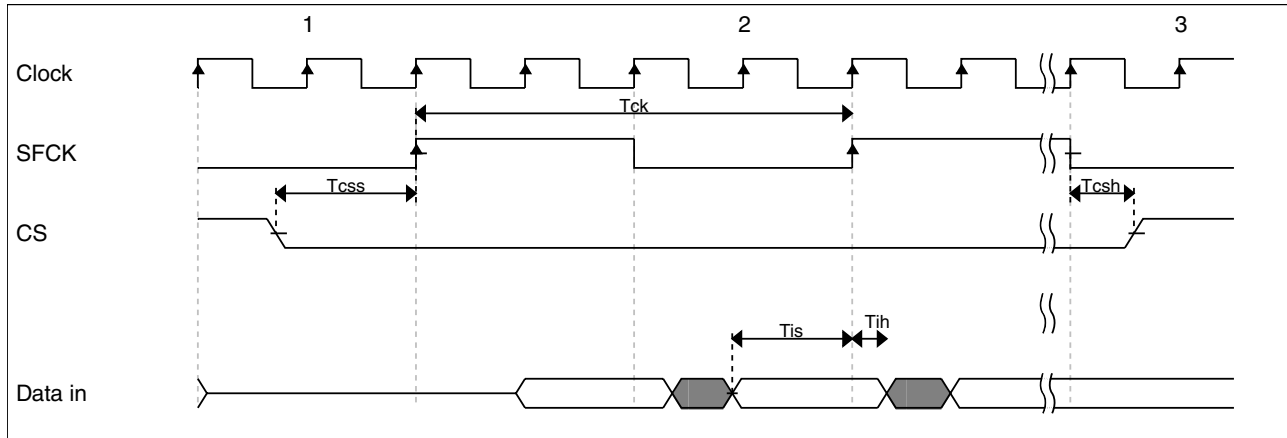 1 2 3
Clock
Tck
SFCK
Tcss Tcsh
CS
Tis Tih
Data in